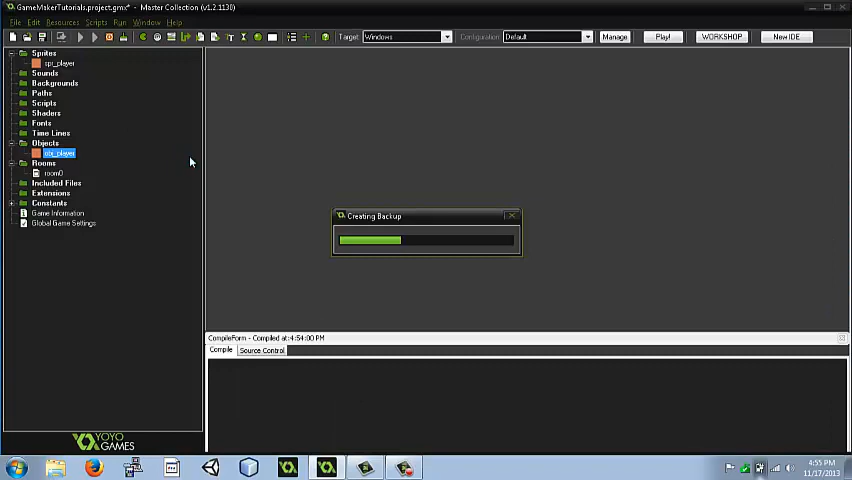 GameMakerTutorials.project.gmx* - Master Collection (v1.2.1130)
File Edit Resources Scripts Run Window Help
Target: Windows Configuration: Default Manage Play! WORKSHOP New IDE
Sprites
spr_player
Sounds
Backgrounds
Paths
Scripts
Shaders
Fonts
Time Lines
Objects
obj_player
Rooms
room0
Included Files
Extensions
Constants
Game Information
Global Game Settings
Creating Backup
CompileForm - Compiled at:4:54:00 PM
Compile Source Control
YOYO
GAMES
4:55 PM
11/17/2013